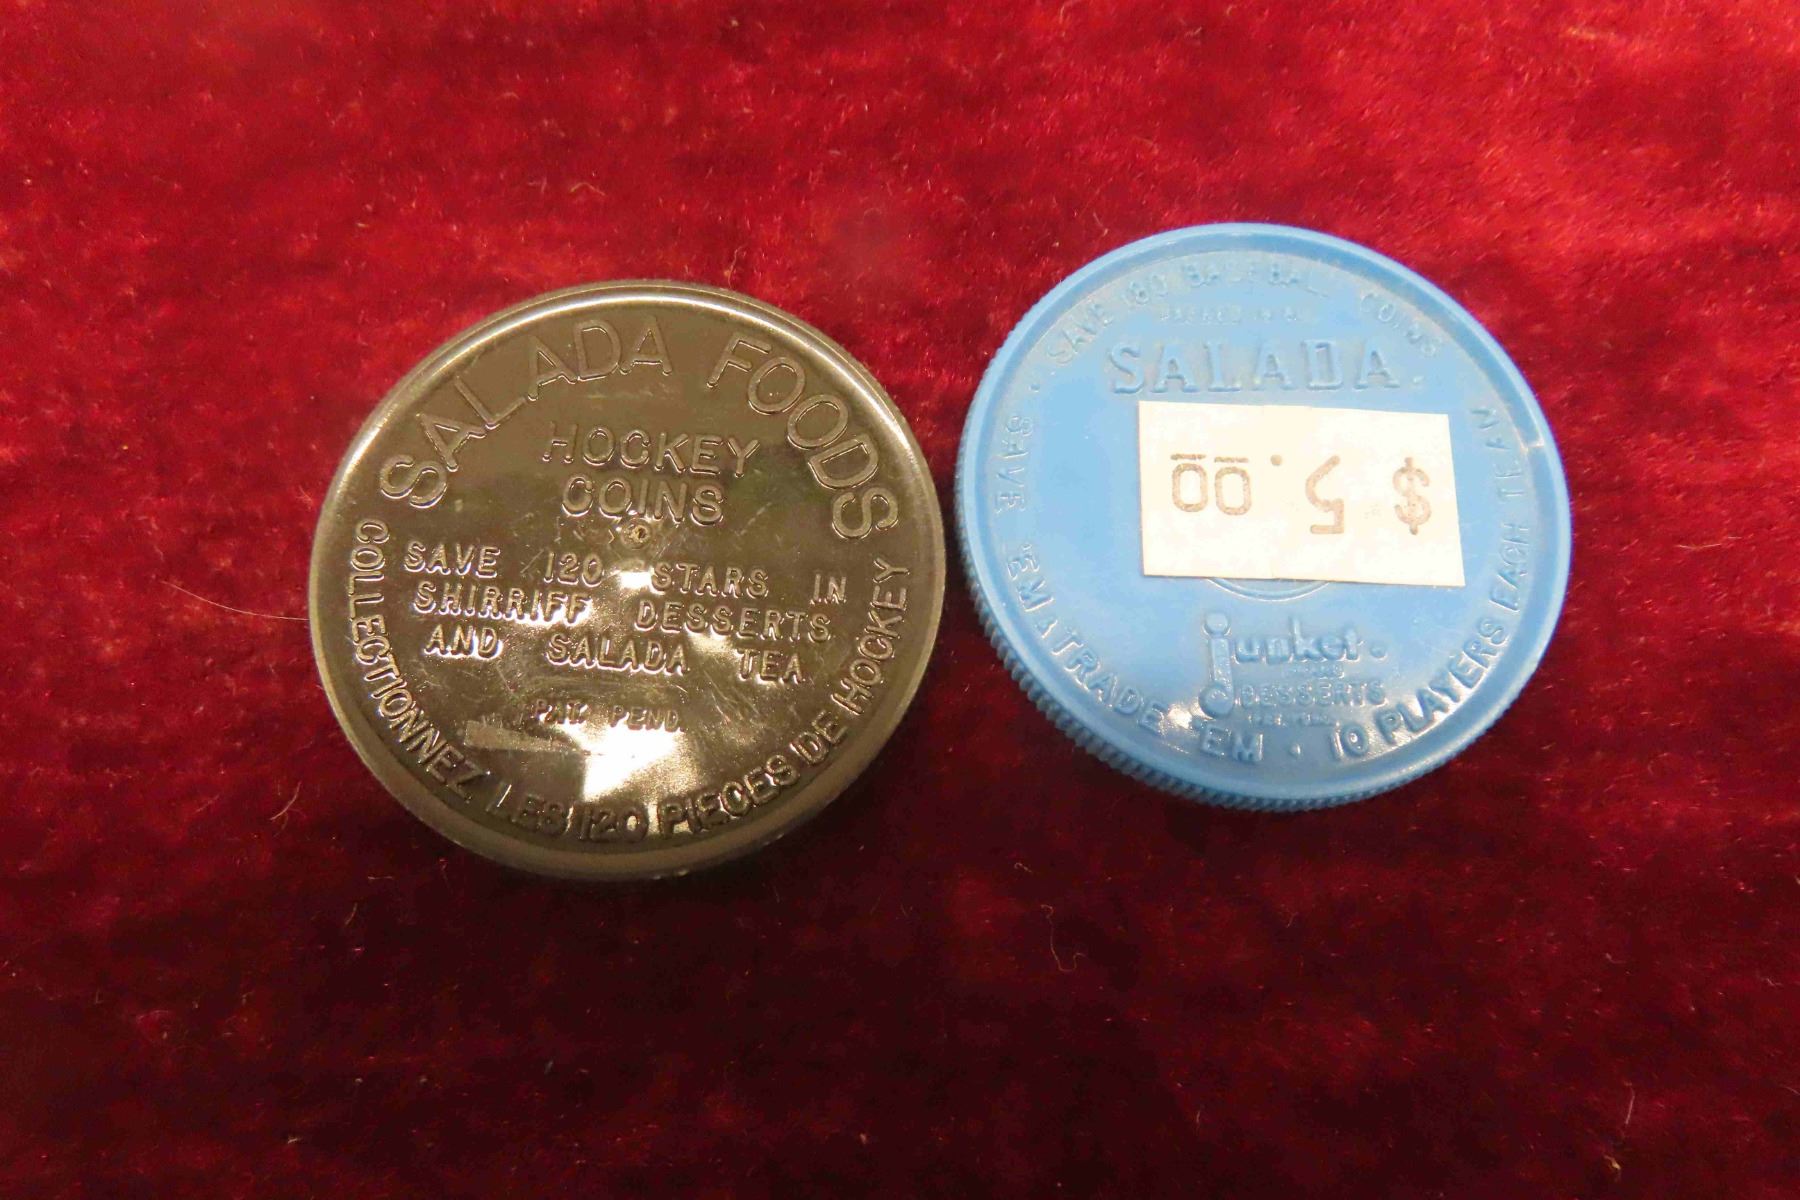 SALADA FOODS
HOCKEY
COINS
SAVE 120 STARS IN
SHIRRIFF DESSERTS
AND SALADA TEA
PAT. PEND.
COLLECTIONNEZ LES 120 PIECES DE HOCKEY
SAVE 180 BASEBALL COINS
SALADA
$ 5.00
junket
DESSERTS
SAVE 'EM & TRADE 'EM • 10 PLAYERS EACH TEAM